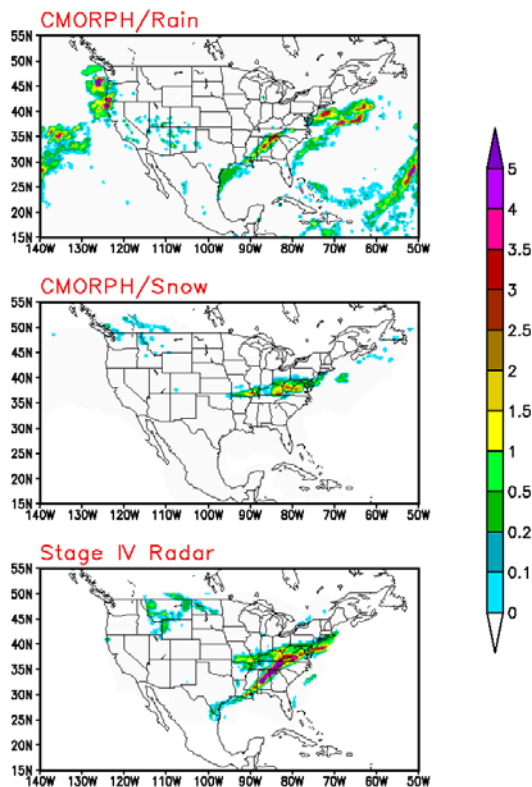 CMORPH/Rain
55N
50N
45N
40N
35N
30N
25N
20N
15N
140W 130W 120W 110W 100W 90W 80W 70W 60W 50W
CMORPH/Snow
55N
50N
45N
40N
35N
30N
25N
20N
15N
140W 130W 120W 110W 100W 90W 80W 70W 60W 50W
Stage IV Radar
55N
50N
45N
40N
35N
30N
25N
20N
15N
140W 130W 120W 110W 100W 90W 80W 70W 60W 50W
5
4
3.5
3
2.5
2
1.5
1
0.5
0.2
0.1
0